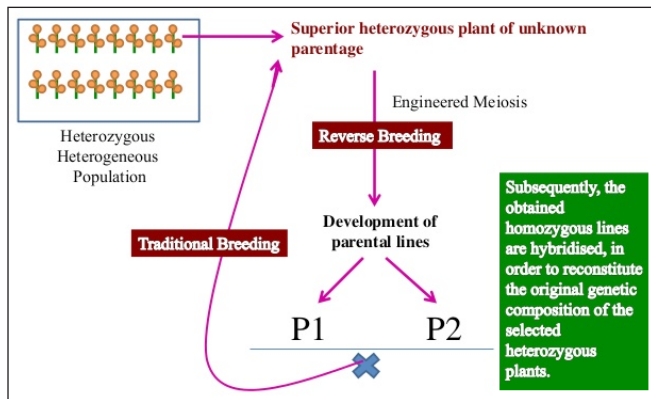 Superior heterozygous plant of unknown
parentage
Engineered Meiosis
Heterozygous
Heterogeneous
Population
Reverse Breeding
Development of
parental lines
Traditional Breeding
P1 P2
Subsequently, the
obtained
homozygous lines
are hybridised, in
order to reconstitute
the original genetic
composition of the
selected
heterozygous
plants.